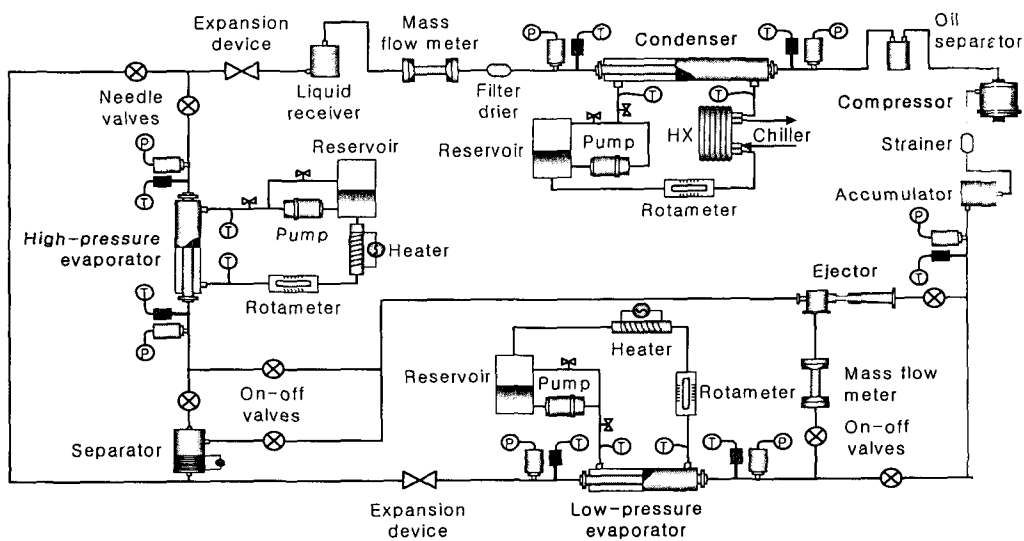 Expansion
device
Mass
flow meter
Condenser
Oil
separator
P
T
T
P
Needle
valves
Liquid
receiver
Filter
drier
T
T
Compressor
P
Reservoir
Reservoir
Pump
HX
Chiller
Strainer
T
Rotameter
Accumulator
High-pressure
evaporator
T
Pump
T
Heater
P
T
Rotameter
Ejector
T
P
Heater
Reservoir
Pump
Rotameter
Mass flow
meter
On-off
valves
On-off
valves
Separator
P
T
T
T
T
P
Expansion
device
Low-pressure
evaporator